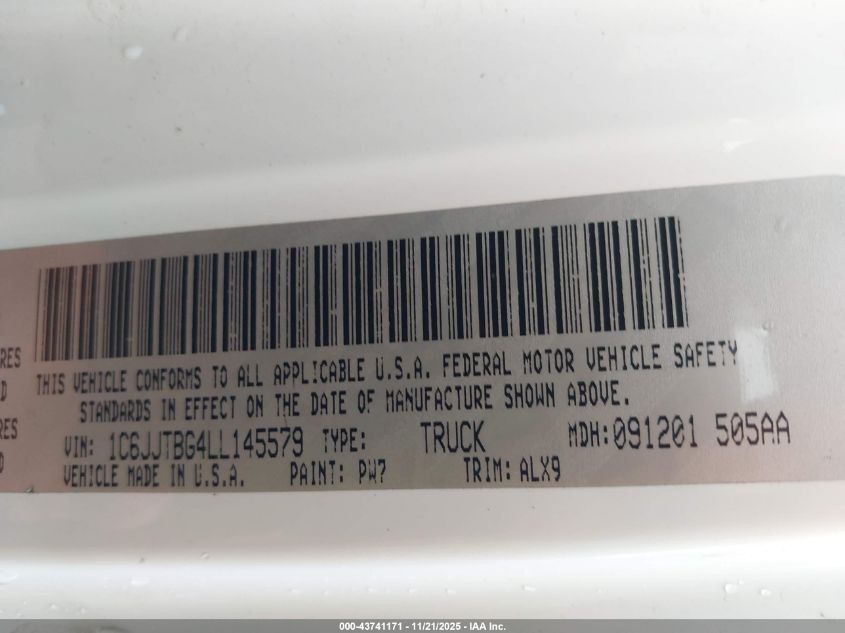 RES
D
RES
D
THIS VEHICLE CONFORMS TO ALL APPLICABLE U.S.A. FEDERAL MOTOR VEHICLE SAFETY
STANDARDS IN EFFECT ON THE DATE OF MANUFACTURE SHOWN ABOVE.
VIN: 1C6JJTBG4LL145579 TYPE: TRUCK MDH:091201 505AA
VEHICLE MADE IN U.S.A. PAINT: PW7 TRIM: ALX9
000-43741171 - 11/21/2025 - IAA Inc.